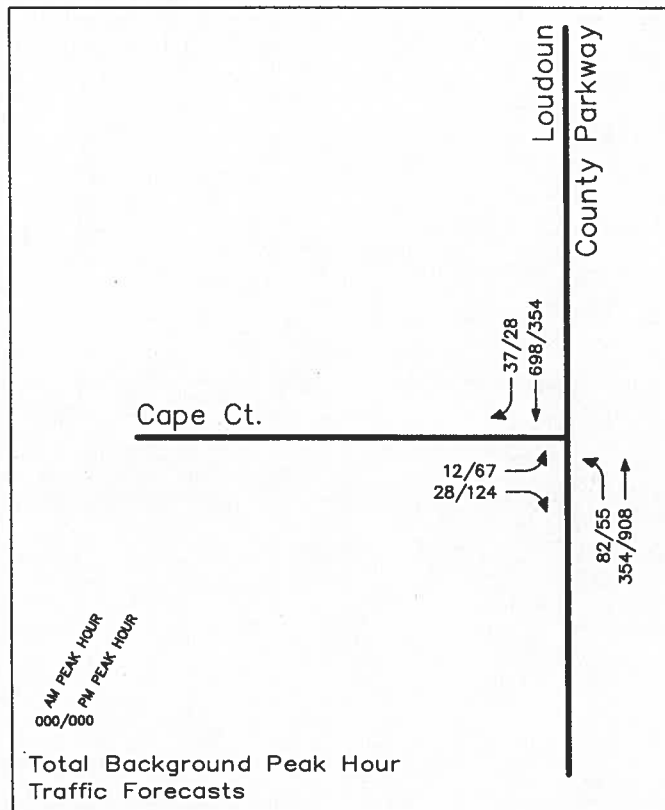 Loudoun
County Parkway
37/28
698/354
Cape Ct.
12/67
28/124
82/55
354/908
AM PEAK HOUR
PM PEAK HOUR
000/000
Total Background Peak Hour
Traffic Forecasts